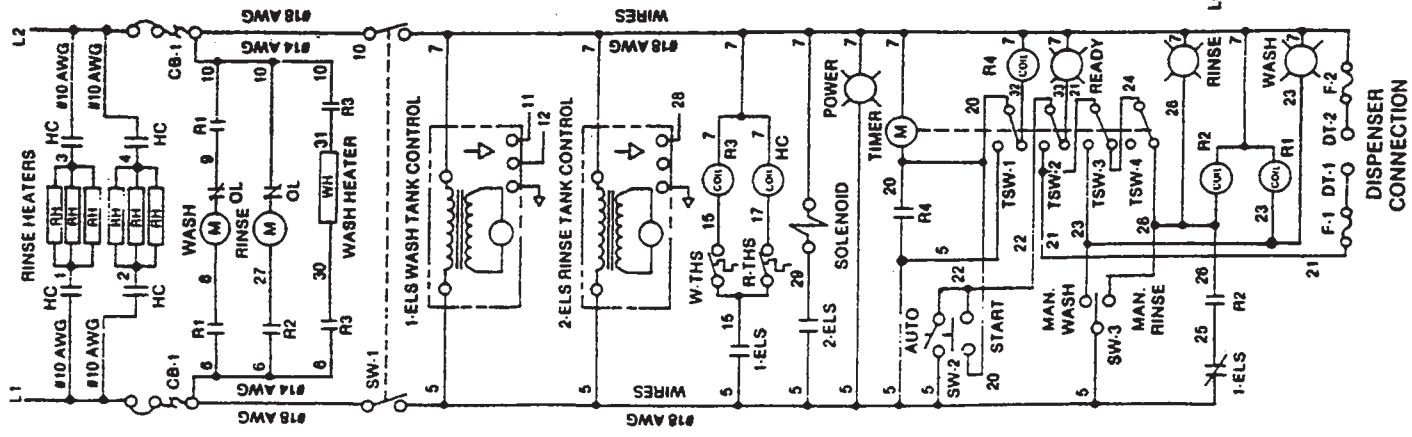 L2
#10 AWG
#10 AWG
CB-1
#18 AWG
#14 AWG
10
WIRES
#18 AWG
RINSE HEATERS
HC
HC
3
4
RH
RH
RH
RH
RH
RH
1
2
HC
HC
#10 AWG
#10 AWG
L1
CB-1
#14 AWG
#18 AWG
10
R1
9
OL
WASH
M
8
R1
6
10
OL
RINSE
M
27
R2
6
10
R3
31
WH
WASH HEATER
30
R3
6
SW-1
7
1-ELS WASH TANK CONTROL
11
12
5
7
2-ELS RINSE TANK CONTROL
28
5
WIRES
#18 AWG
7
7
R3
COIL
15
W-THS
7
HC
COIL
17
R-THS
15
1-ELS
5
7
SOLENOID
29
2-ELS
5
7
POWER
5
7
TIMER
M
20
R4
5
5
7
R4
COIL
32
20
TSW-1
22
AUTO
5
SW-2
22
START
20
7
READY
33
21
TSW-2
21
TSW-3
23
24
TSW-4
26
MAN. WASH
SW-3
MAN. RINSE
5
7
RINSE
26
R2
COIL
7
R1
COIL
23
7
WASH
23
26
R2
25
1-ELS
5
21
F-1
DT-1
DT-2
F-2
DISPENSER
CONNECTION